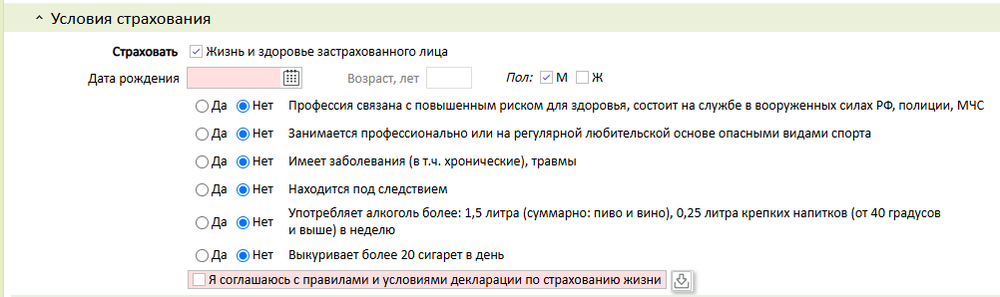 Условия страхования
Страховать Жизнь и здоровье застрахованного лица
Дата рождения Возраст, лет Пол: М Ж
Да Нет Профессия связана с повышенным риском для здоровья, состоит на службе в вооруженных силах РФ, полиции, МЧС
Да Нет Занимается профессионально или на регулярной любительской основе опасными видами спорта
Да Нет Имеет заболевания (в т.ч. хронические), травмы
Да Нет Находится под следствием
Да Нет Употребляет алкоголь более: 1,5 литра (суммарно: пиво и вино), 0,25 литра крепких напитков (от 40 градусов
и выше) в неделю
Да Нет Выкуривает более 20 сигарет в день
Я соглашаюсь с правилами и условиями декларации по страхованию жизни